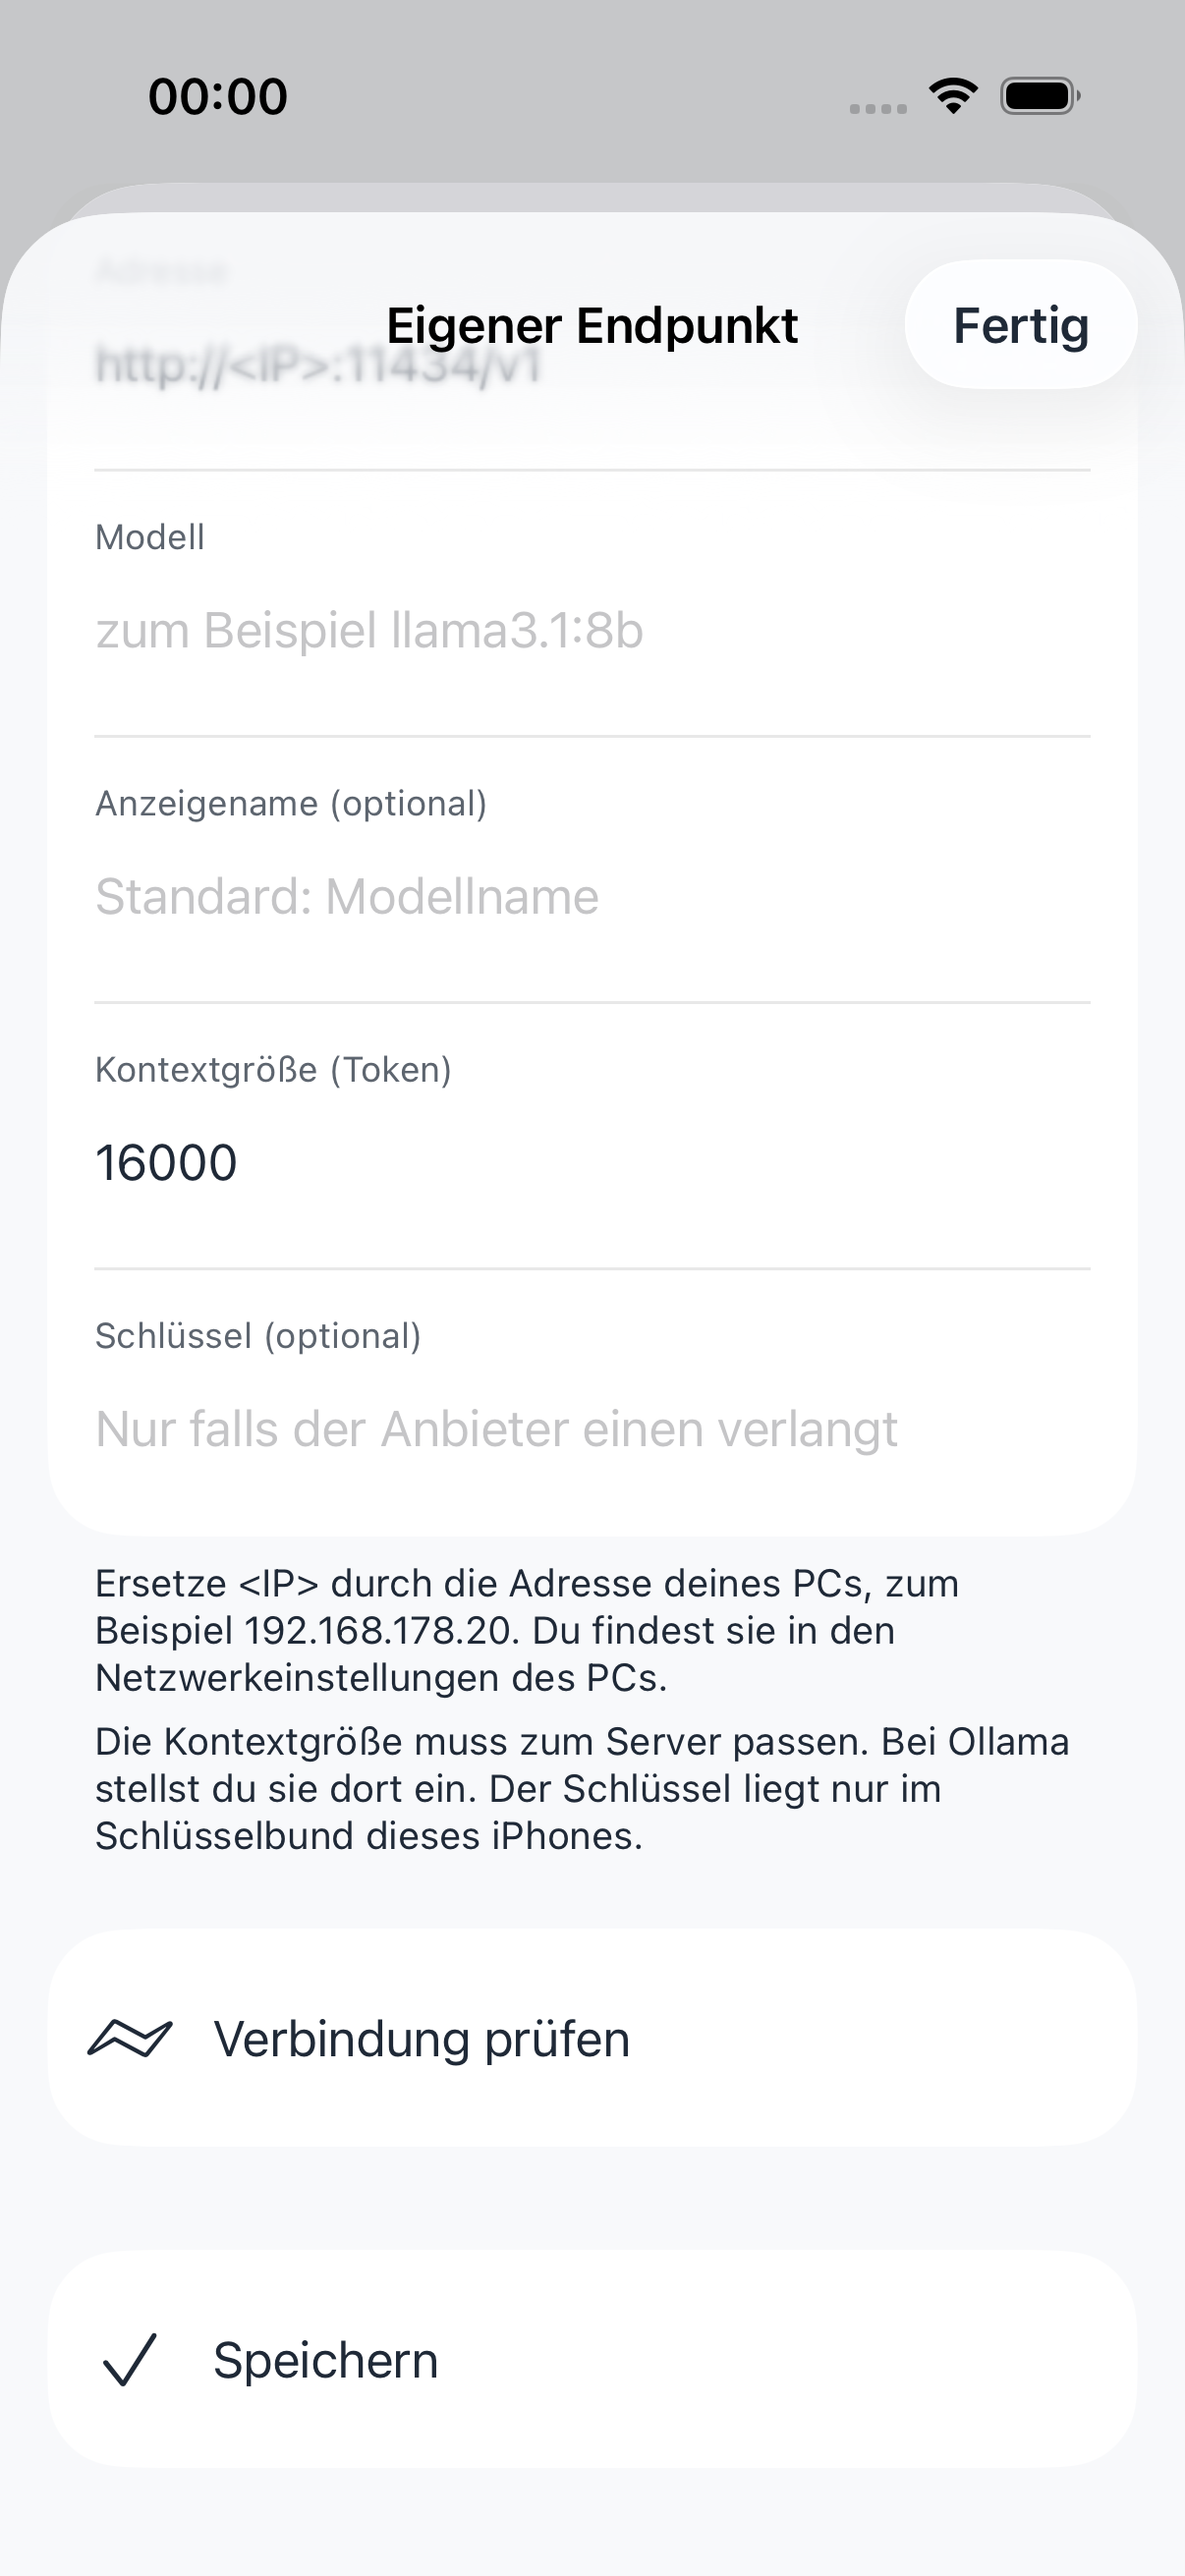 00:00
Adresse
Eigener Endpunkt
Fertig
http://<IP>:11434/v1
Modell
zum Beispiel llama3.1:8b
Anzeigename (optional)
Standard: Modellname
Kontextgröße (Token)
16000
Schlüssel (optional)
Nur falls der Anbieter einen verlangt
Ersetze <IP> durch die Adresse deines PCs, zum
Beispiel 192.168.178.20. Du findest sie in den
Netzwerkeinstellungen des PCs.
Die Kontextgröße muss zum Server passen. Bei Ollama
stellst du sie dort ein. Der Schlüssel liegt nur im
Schlüsselbund dieses iPhones.
Verbindung prüfen
Speichern